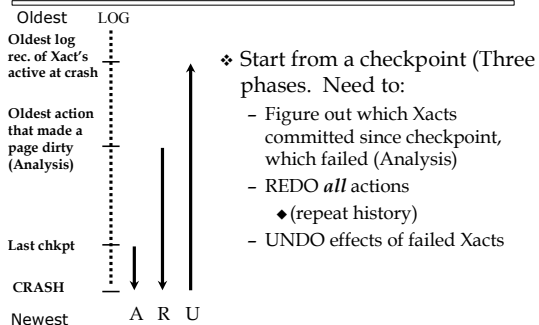 Oldest LOG
Oldest log
rec. of Xact's
active at crash
Oldest action
that made a
page dirty
(Analysis)
Last chkpt
CRASH
Newest
A R U
❖ Start from a checkpoint (Three
phases. Need to:
– Figure out which Xacts
committed since checkpoint,
which failed (Analysis)
– REDO all actions
◆ (repeat history)
– UNDO effects of failed Xacts